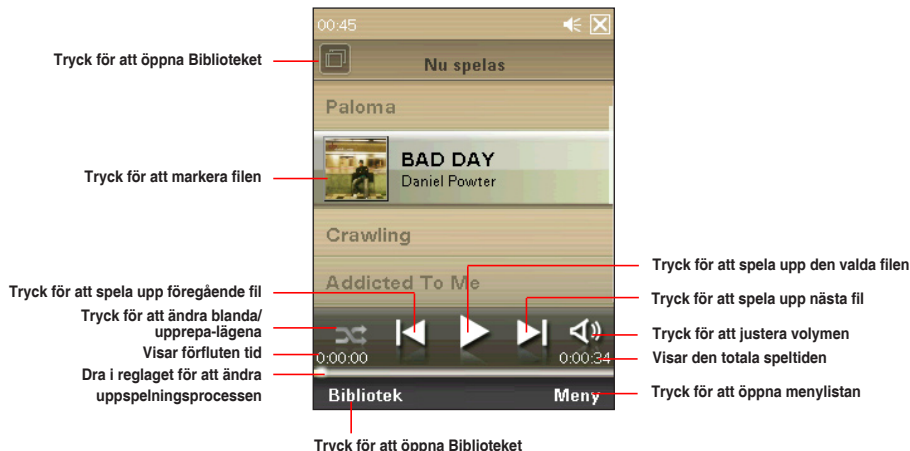 00:45
Tryck för att öppna Biblioteket
Nu spelas
Paloma
BAD DAY
Daniel Powter
Tryck för att markera filen
Crawling
Addicted To Me
Tryck för att spela upp den valda filen
Tryck för att spela upp föregående fil
Tryck för att spela upp nästa fil
Tryck för att ändra blanda/
upprepa-lägena
Tryck för att justera volymen
Visar förfluten tid
0:00:00
0:00:34
Visar den totala speltiden
Dra i reglaget för att ändra
uppspelningsprocessen
Bibliotek
Meny
Tryck för att öppna menylistan
Tryck för att öppna Biblioteket